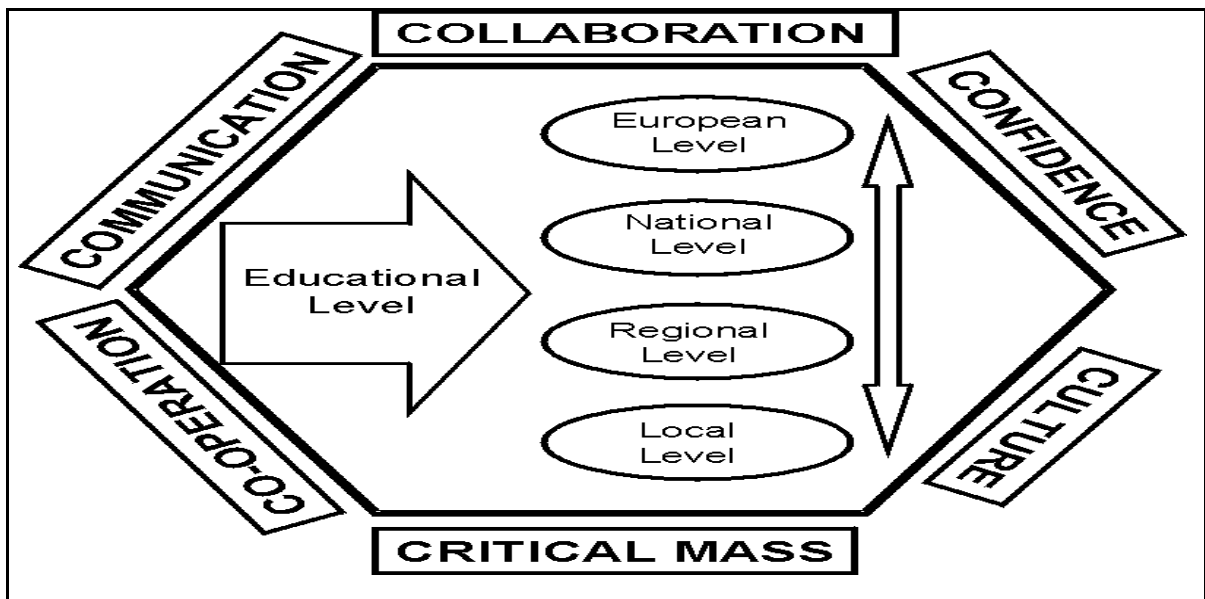 COLLABORATION
COMMUNICATION
CONFIDENCE
European
Level
National
Level
Educational
Level
Regional
Level
Local
Level
CO-OPERATION
CULTURE
CRITICAL MASS